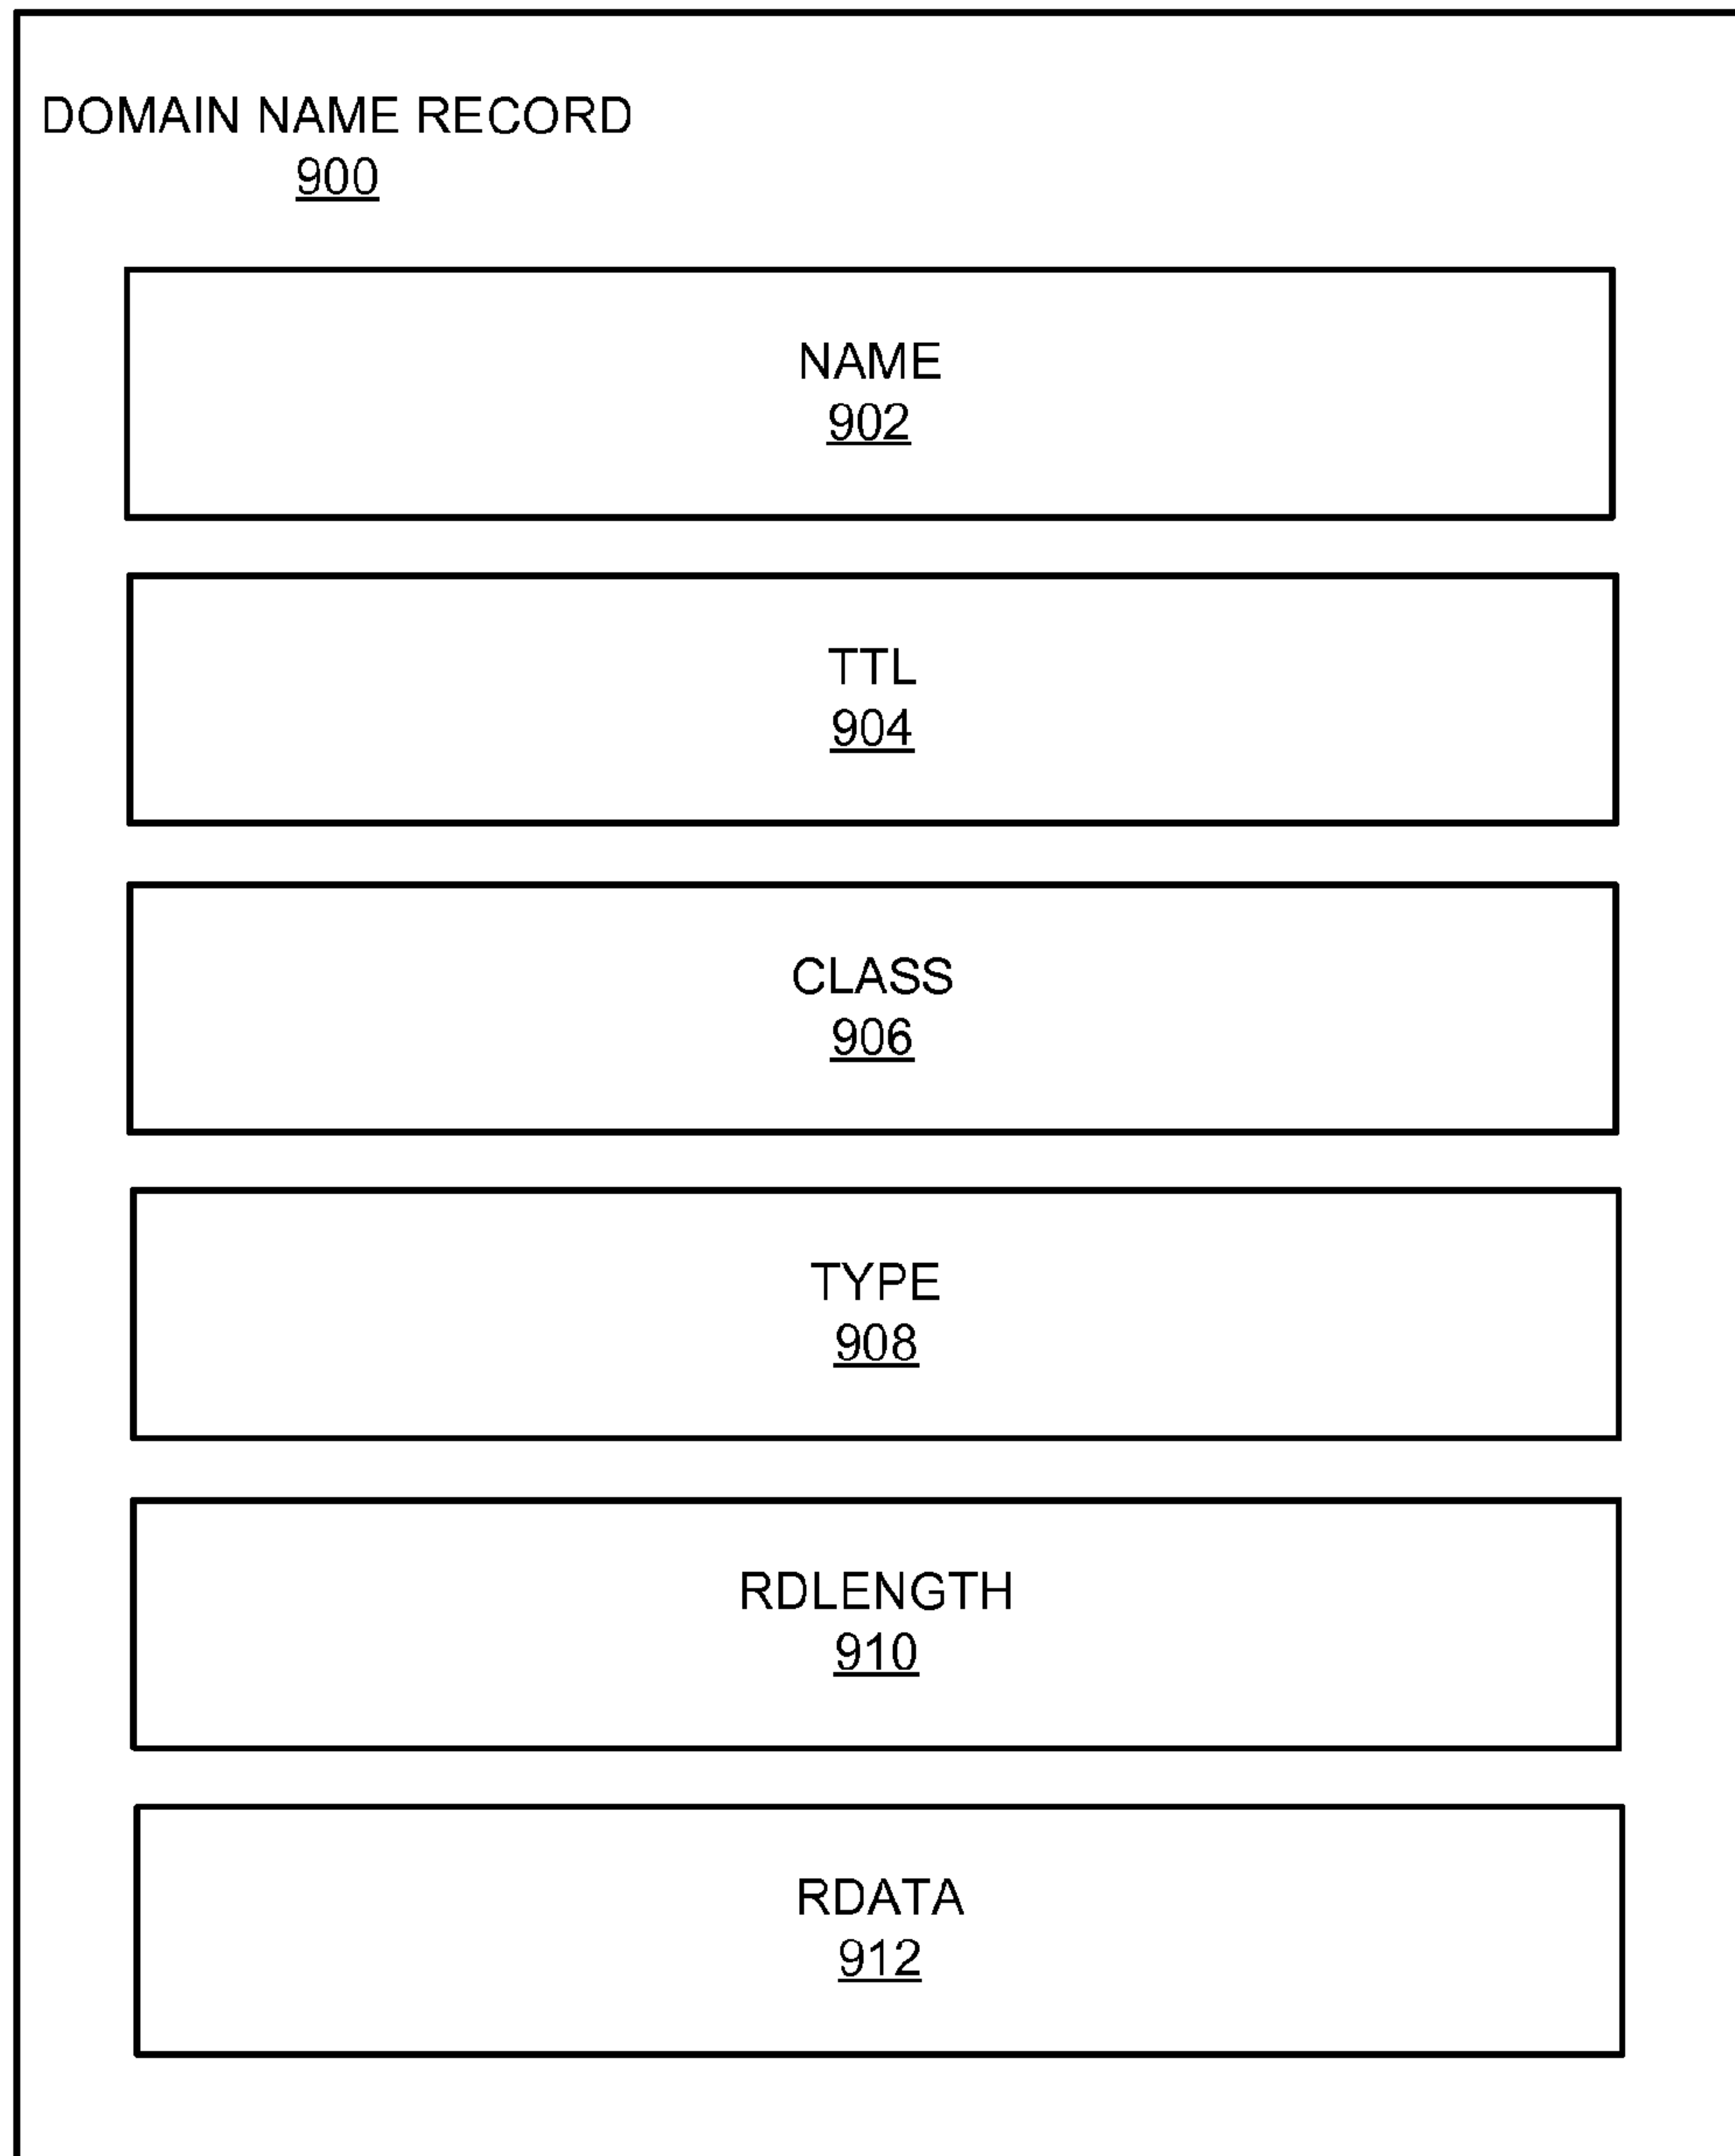 DOMAIN NAME RECORD
900
NAME
902
TTL
904
CLASS
906
TYPE
908
RDLENGTH
910
RDATA
912